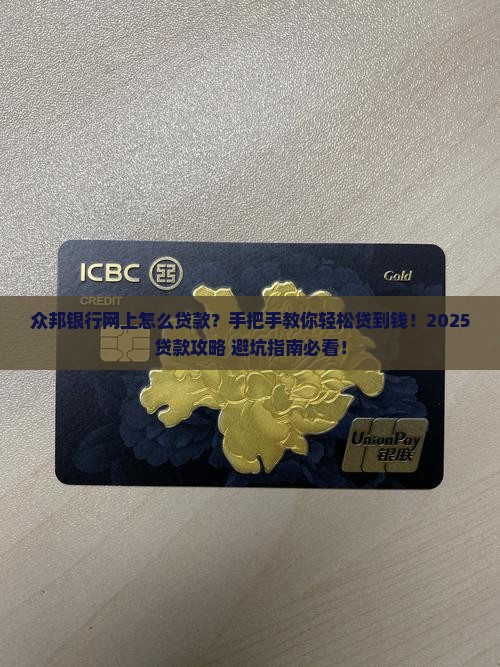 ICBC
Gold
CREDIT
众邦银行网上怎么贷款？手把手教你轻松贷到钱！2025
贷款攻略 避坑指南必看！
UnionPay
银联